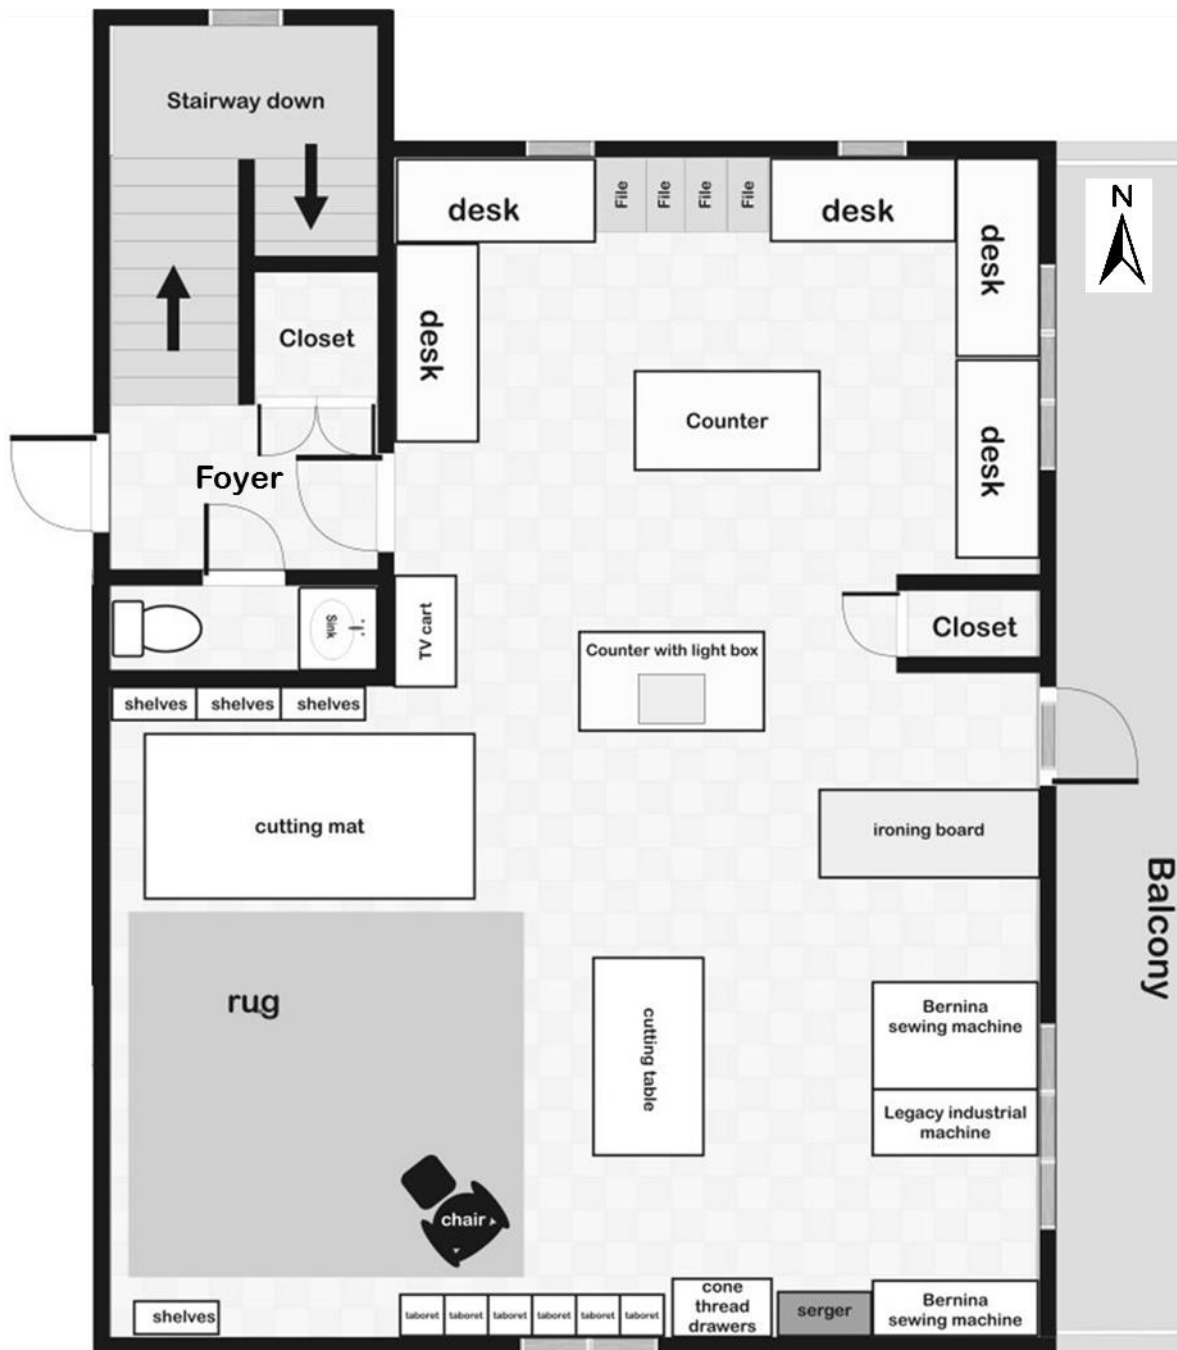 Stairway down
N
desk
File
File
File
File
desk
desk
desk
Closet
Counter
desk
Foyer
Sink
TV cart
Closet
Counter with light box
shelves
shelves
shelves
cutting mat
ironing board
Balcony
rug
cutting table
Bernina
sewing machine
Legacy industrial
machine
chair
shelves
taboret
taboret
taboret
taboret
taboret
taboret
cone
thread
drawers
serger
Bernina
sewing machine